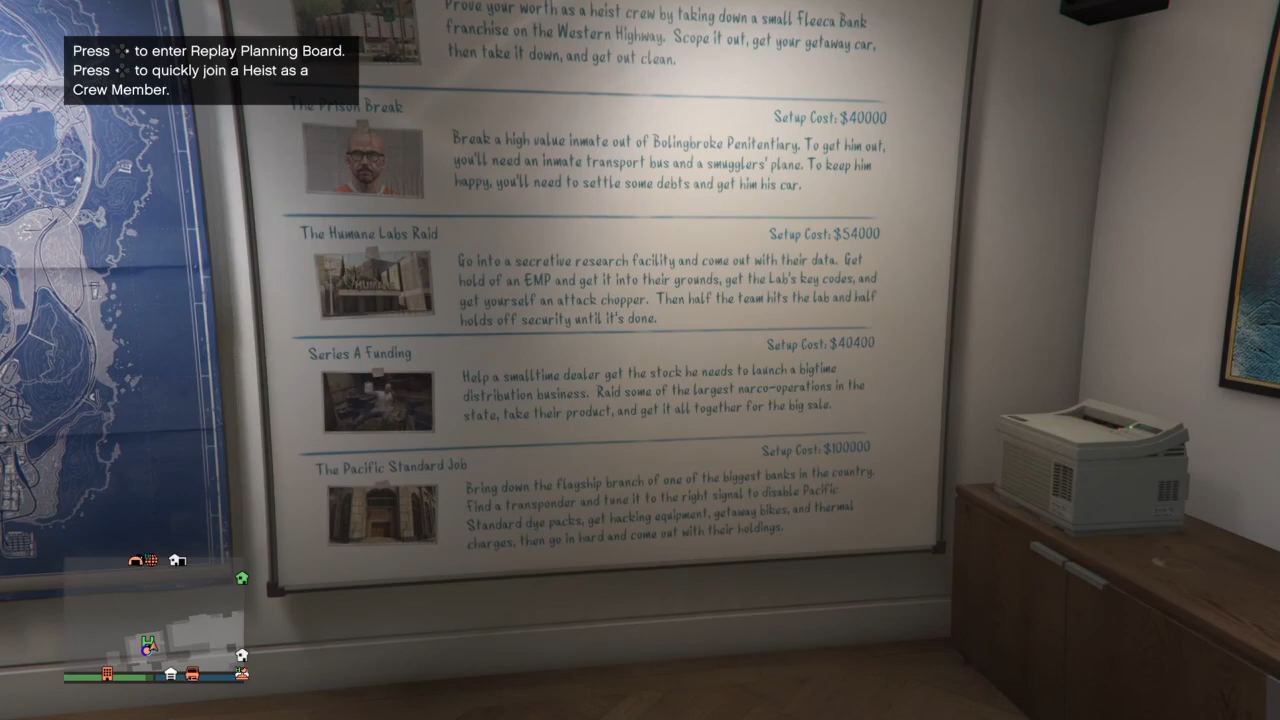 Prove your worth as a heist crew by taking down a small Fleeca Bank
franchise on the Western Highway. Scope it out, get your getaway car,
then take it down, and get out clean.
Press to enter Replay Planning Board.
Press to quickly join a Heist as a
Crew Member.
The Prison Break
Setup Cost: $40000
Break a high value inmate out of Bolingbroke Penitentiary. To get him out,
you'll need an inmate transport bus and a smugglers' plane. To keep him
happy, you'll need to settle some debts and get him his car.
The Humane Labs Raid
Setup Cost: $54000
Go into a secretive research facility and come out with their data. Get
hold of an EMP and get it into their grounds, get the Lab's key codes, and
get yourself an attack chopper. Then half the team hits the lab and half
holds off security until it's done.
HUMANE
Series A Funding
Setup Cost: $40400
Help a smalltime dealer get the stock he needs to launch a bigtime
distribution business. Raid some of the largest narco-operations in the
state, take their product, and get it all together for the big sale.
The Pacific Standard Job
Setup Cost: $100000
Bring down the flagship branch of one of the biggest banks in the country.
Find a transponder and tune it to the right signal to disable Pacific
Standard dye packs, get hacking equipment, getaway bikes, and thermal
charges, then go in hard and come out with their holdings.
H